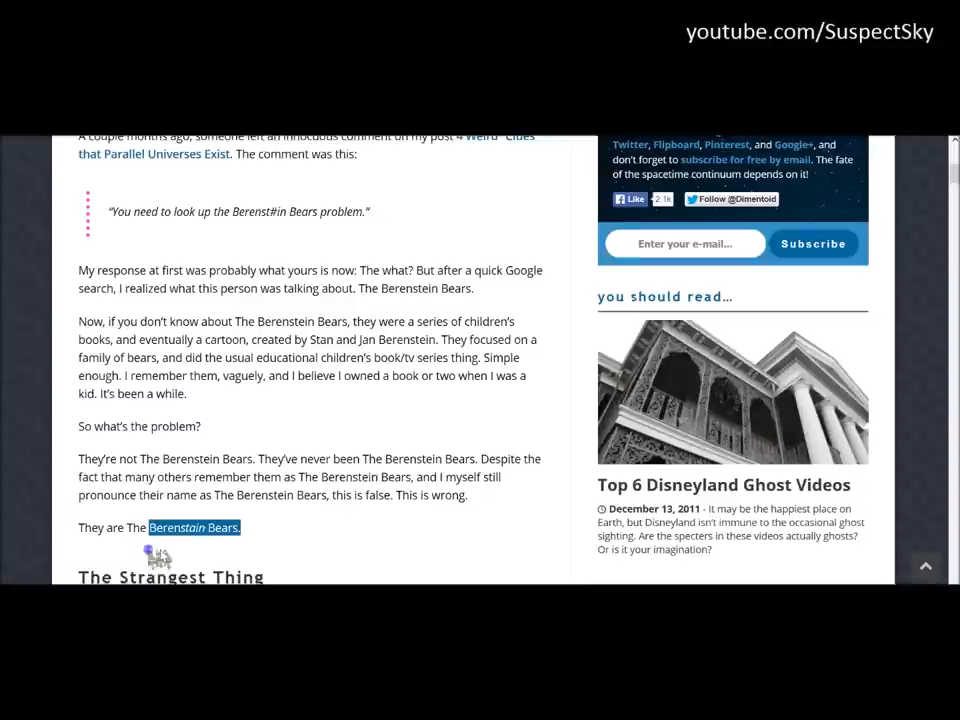 youtube.com/SuspectSky
A couple months ago, someone left an innocuous comment on my post 4 Weird "Clues
that Parallel Universes Exist. The comment was this:
“You need to look up the Berenst#in Bears problem.”
My response at first was probably what yours is now: The what? But after a quick Google
search, I realized what this person was talking about. The Berenstein Bears.
Now, if you don’t know about The Berenstein Bears, they were a series of children’s
books, and eventually a cartoon, created by Stan and Jan Berenstein. They focused on a
family of bears, and did the usual educational children’s book/tv series thing. Simple
enough. I remember them, vaguely, and I believe I owned a book or two when I was a
kid. It’s been a while.
So what’s the problem?
They’re not The Berenstein Bears. They’ve never been The Berenstein Bears. Despite the
fact that many others remember them as The Berenstein Bears, and I myself still
pronounce their name as The Berenstein Bears, this is false. This is wrong.
They are The Berenstain Bears.
The Strangest Thing
Twitter, Flipboard, Pinterest, and Google+, and
don’t forget to subscribe for free by email. The fate
of the spacetime continuum depends on it!
Like 2.1k Follow @Dimentoid
Enter your e-mail... Subscribe
you should read…
Top 6 Disneyland Ghost Videos
December 13, 2011 - It may be the happiest place on
Earth, but Disneyland isn’t immune to the occasional ghost
sighting. Are the specters in these videos actually ghosts?
Or is it your imagination?